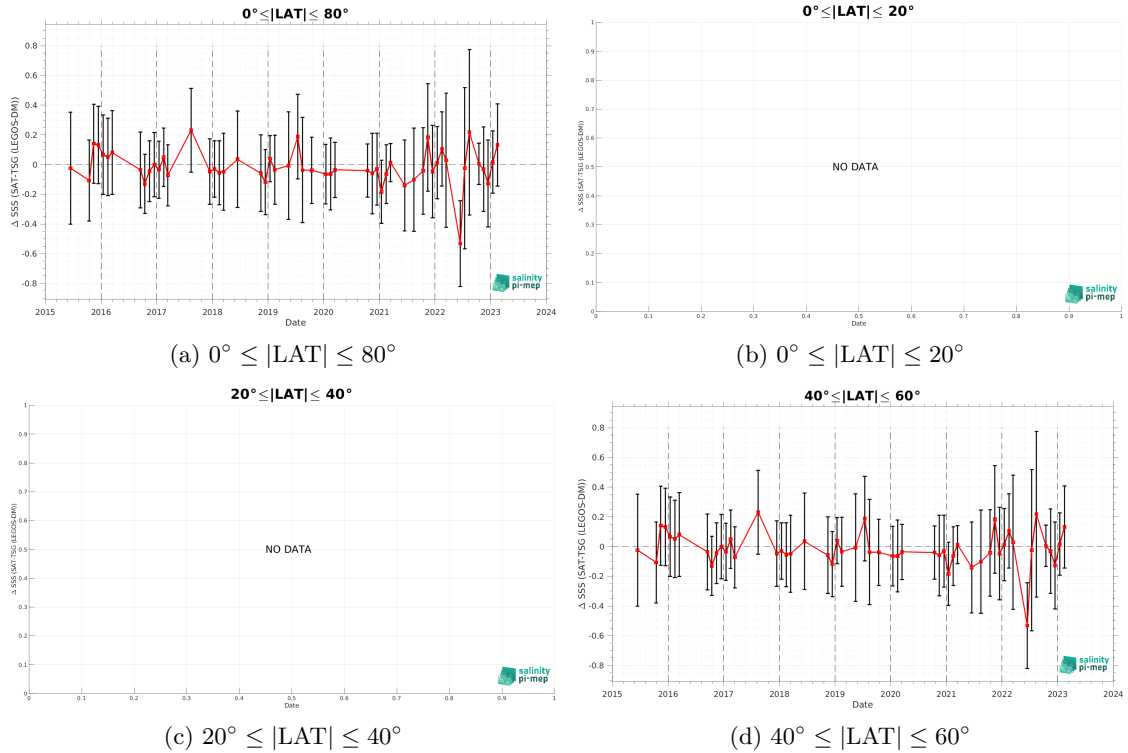 0°≤|LAT|≤ 80°
Δ SSS (SAT-TSG (LEGOS-DM))
0.8
0.6
0.4
0.2
0
-0.2
-0.4
-0.6
-0.8
2015 2016 2017 2018 2019 2020 2021 2022 2023 2024
Date
salinity
pi-mep
(a) 0° ≤ |LAT| ≤ 80°
0°≤|LAT|≤ 20°
Δ SSS (SAT-TSG (LEGOS-DM))
1
0.9
0.8
0.7
0.6
0.5
0.4
0.3
0.2
0.1
0
NO DATA
0 0.1 0.2 0.3 0.4 0.5 0.6 0.7 0.8 0.9 1
Date
salinity
pi-mep
(b) 0° ≤ |LAT| ≤ 20°
20°≤|LAT|≤ 40°
Δ SSS (SAT-TSG (LEGOS-DM))
1
0.9
0.8
0.7
0.6
0.5
0.4
0.3
0.2
0.1
0
NO DATA
0 0.1 0.2 0.3 0.4 0.5 0.6 0.7 0.8 0.9 1
Date
salinity
pi-mep
(c) 20° ≤ |LAT| ≤ 40°
40°≤|LAT|≤ 60°
Δ SSS (SAT-TSG (LEGOS-DM))
0.8
0.6
0.4
0.2
0
-0.2
-0.4
-0.6
-0.8
2015 2016 2017 2018 2019 2020 2021 2022 2023 2024
Date
salinity
pi-mep
(d) 40° ≤ |LAT| ≤ 60°